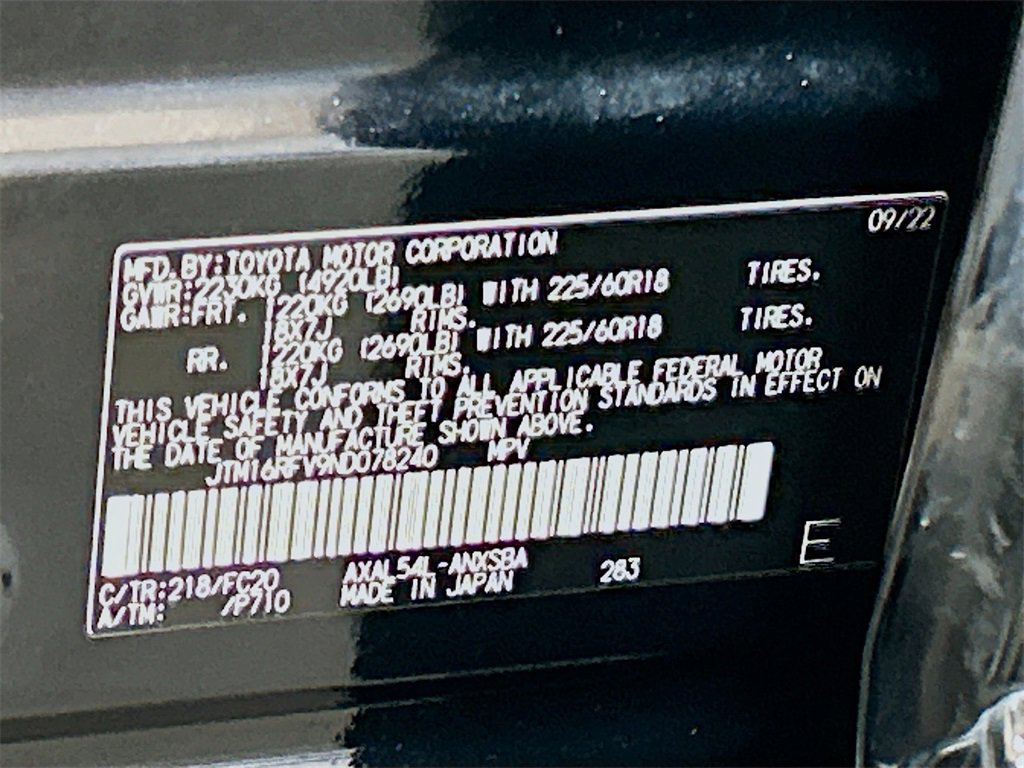 09/22
MFD. BY: TOYOTA MOTOR CORPORATION
GVWR: 2230KG (4920LB)
GAWR: FRT. 1220KG (2690LB) WITH 225/60R18 TIRES.
18X7J RIMS.
RR. 1220KG (2690LB) WITH 225/60R18 TIRES.
18X7J RIMS.
THIS VEHICLE CONFORMS TO ALL APPLICABLE FEDERAL MOTOR
VEHICLE SAFETY AND THEFT PREVENTION STANDARDS IN EFFECT ON
THE DATE OF MANUFACTURE SHOWN ABOVE.
JTM16RFV9ND078240 MPV
C/TR: 218/FC20 AXAL54L-ANXSBA 283 E
A/TM: /P710 MADE IN JAPAN